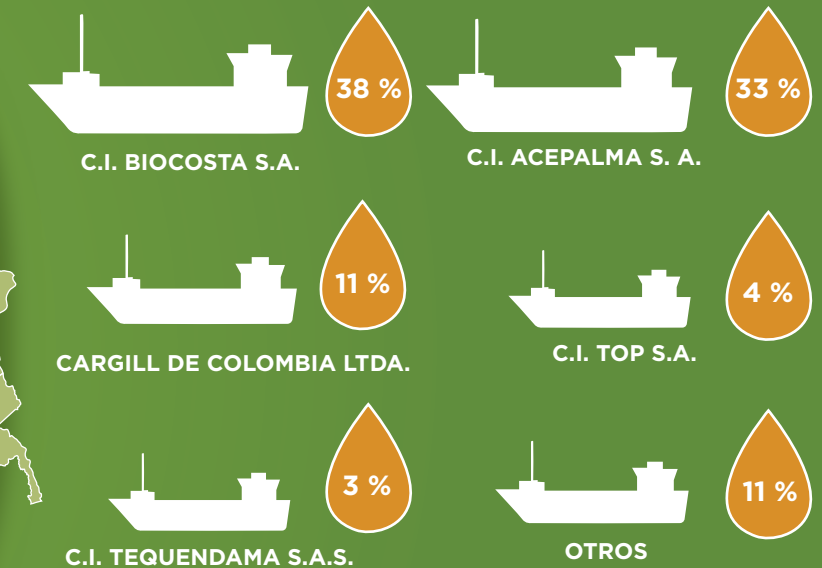 38 %
C.I. BIOCOSTA S.A.
33 %
C.I. ACEPALMA S. A.
11 %
CARGILL DE COLOMBIA LTDA.
4 %
C.I. TOP S.A.
3 %
C.I. TEQUENDAMA S.A.S.
11 %
OTROS